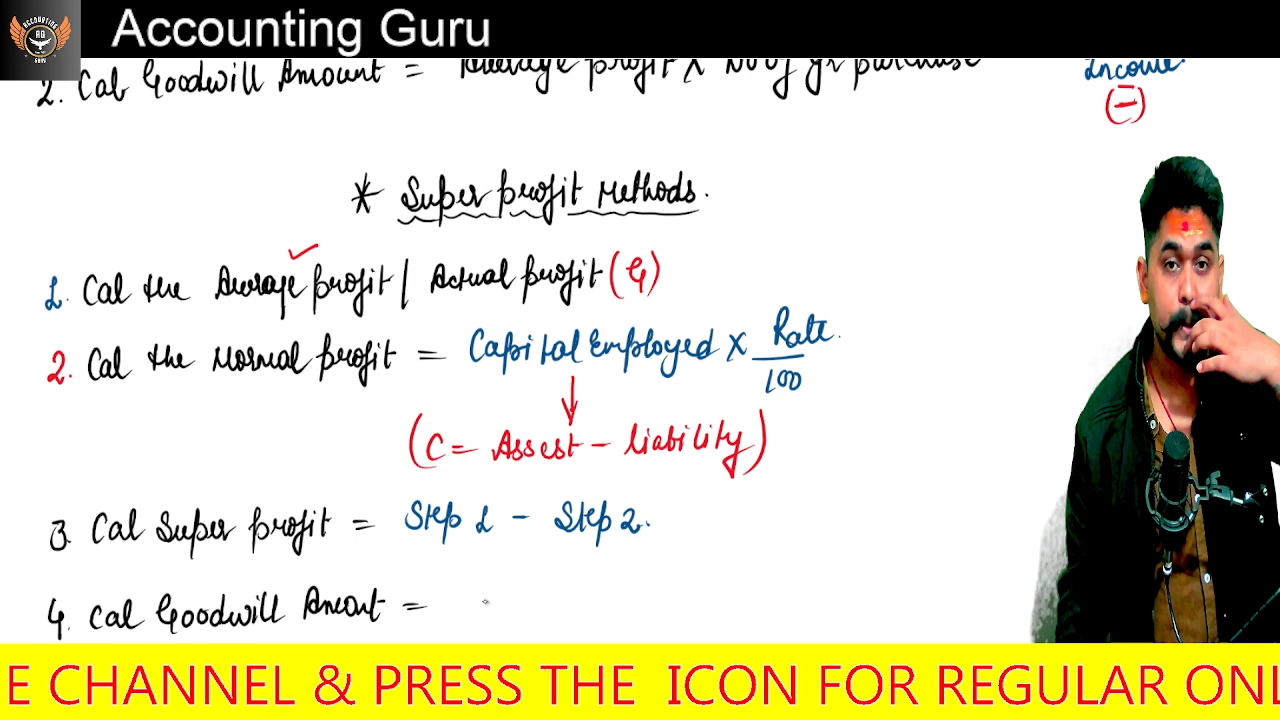 Accounting Guru
2. Cal Goodwill Amount = Average profit X No of yr purchase
Income.
(-)
* Super profit Methods.
1. Cal the Average profit / Actual profit (G)
2. Cal the Normal profit = Capital Employed X Rate.
100
(C = Assest - liability)
3. Cal Super profit = Step 1 - Step 2.
4. Cal Goodwill Amont =
E CHANNEL & PRESS THE ICON FOR REGULAR ONL